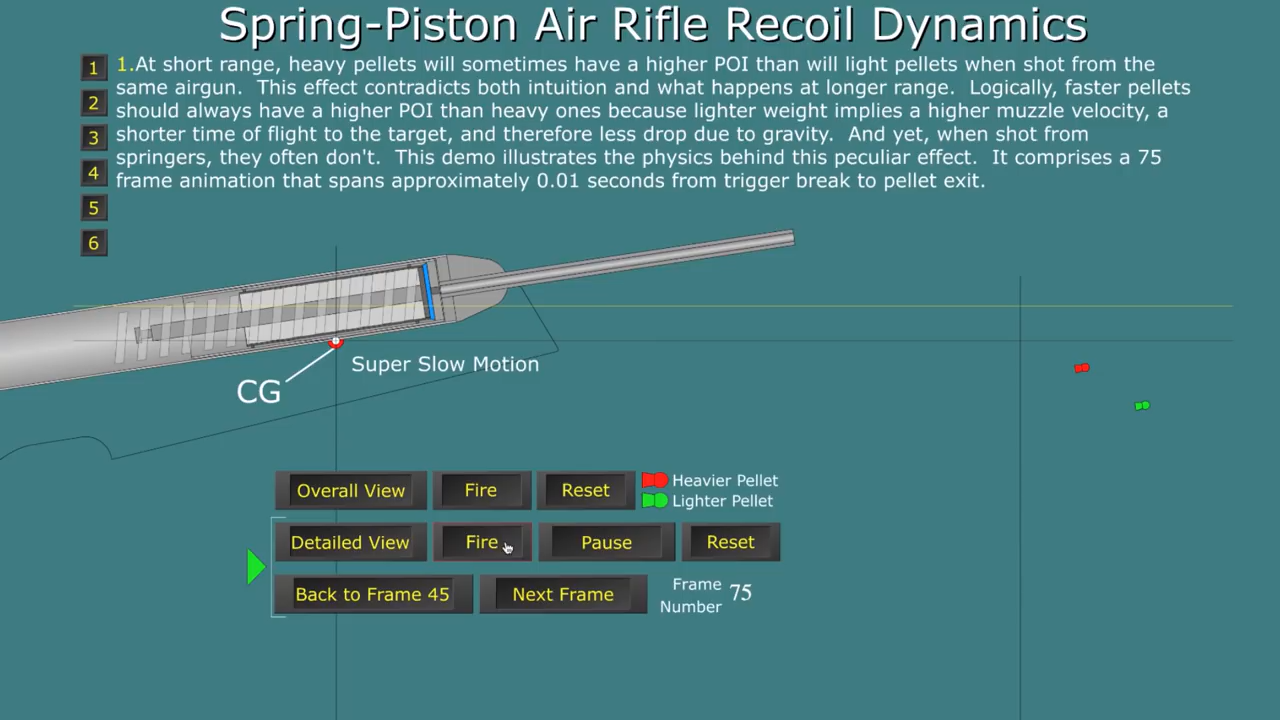 Spring-Piston Air Rifle Recoil Dynamics
1
2
3
4
5
6
1.At short range, heavy pellets will sometimes have a higher POI than will light pellets when shot from the
same airgun.  This effect contradicts both intuition and what happens at longer range.  Logically, faster pellets
should always have a higher POI than heavy ones because lighter weight implies a higher muzzle velocity, a
shorter time of flight to the target, and therefore less drop due to gravity.  And yet, when shot from
springers, they often don't.  This demo illustrates the physics behind this peculiar effect.  It comprises a 75
frame animation that spans approximately 0.01 seconds from trigger break to pellet exit.
Super Slow Motion
CG
Overall View Fire Reset Heavier Pellet
Lighter Pellet
Detailed View Fire Pause Reset
Back to Frame 45 Next Frame Frame Number 75